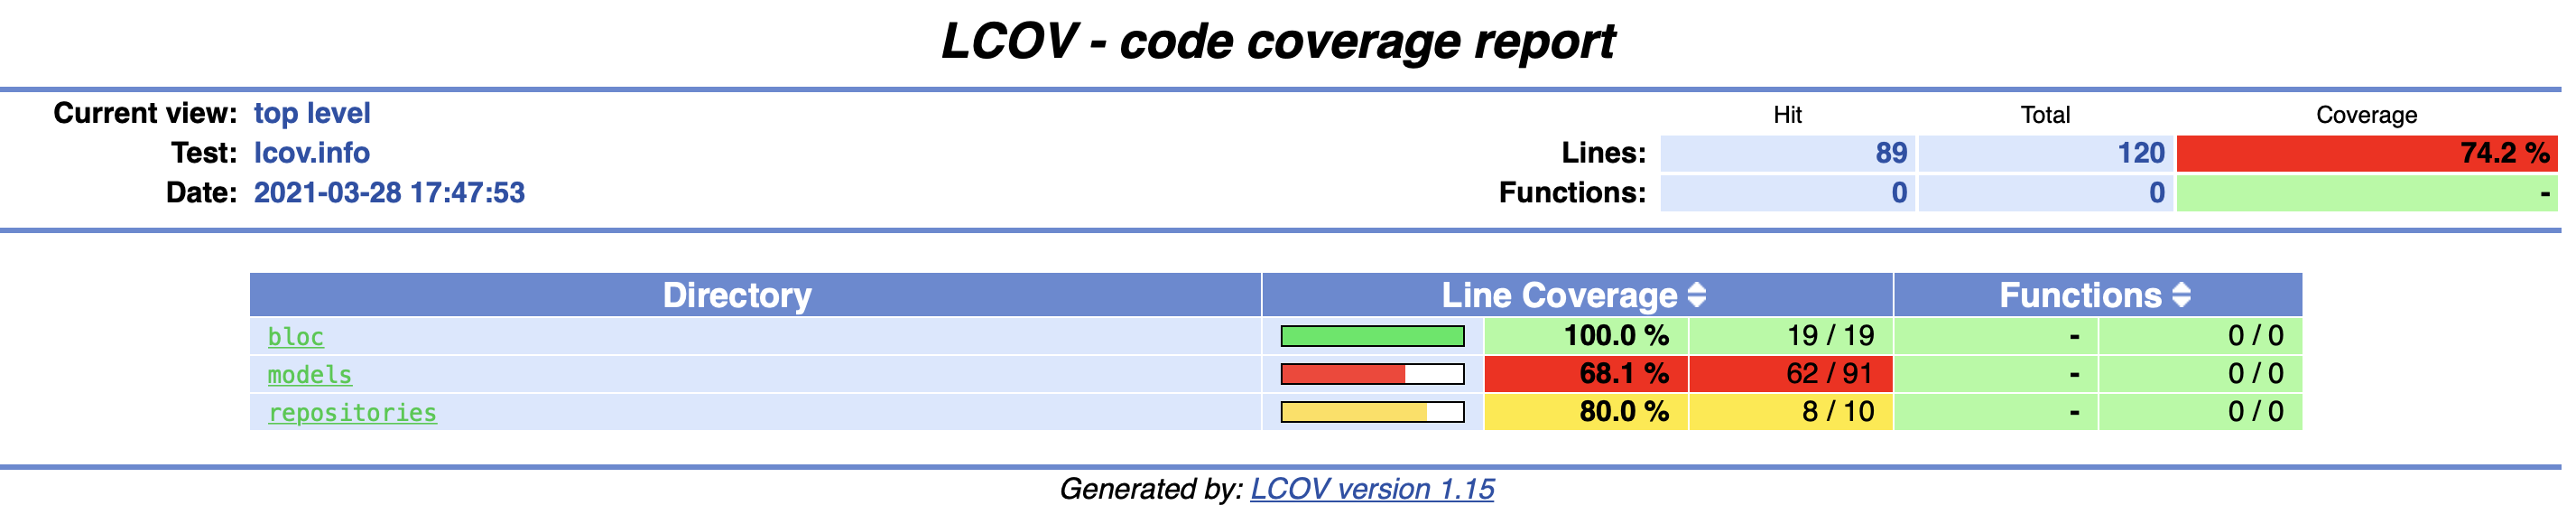 LCOV - code coverage report
Current view: top level
Hit Total Coverage
Test: lcov.info
Lines: 89 120 74.2 %
Date: 2021-03-28 17:47:53
Functions: 0 0 -
Directory Line Coverage Functions
bloc 100.0 % 19 / 19 - 0 / 0
models 68.1 % 62 / 91 - 0 / 0
repositories 80.0 % 8 / 10 - 0 / 0
Generated by: LCOV version 1.15